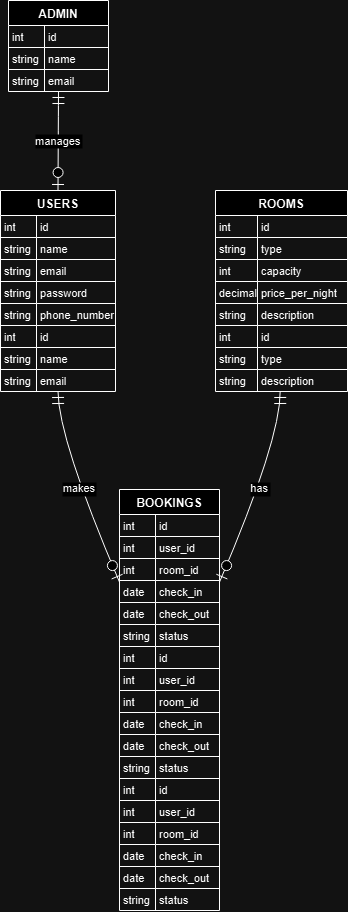 ADMIN
int id
string name
string email
manages
USERS
int id
string name
string email
string password
string phone_number
int id
string name
string email
ROOMS
int id
string type
int capacity
decimal price_per_night
string description
int id
string type
string description
makes
has
BOOKINGS
int id
int user_id
int room_id
date check_in
date check_out
string status
int id
int user_id
int room_id
date check_in
date check_out
string status
int id
int user_id
int room_id
date check_in
date check_out
string status